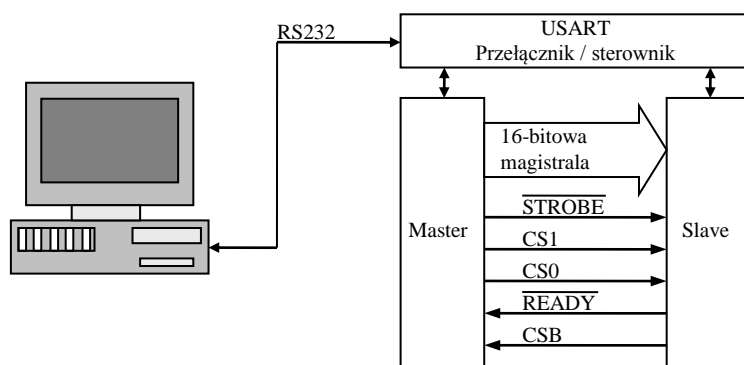 RS232
USART
Przełącznik / sterownik
16-bitowa
magistrala
STROBE
Master
CS1
Slave
CS0
READY
CSB